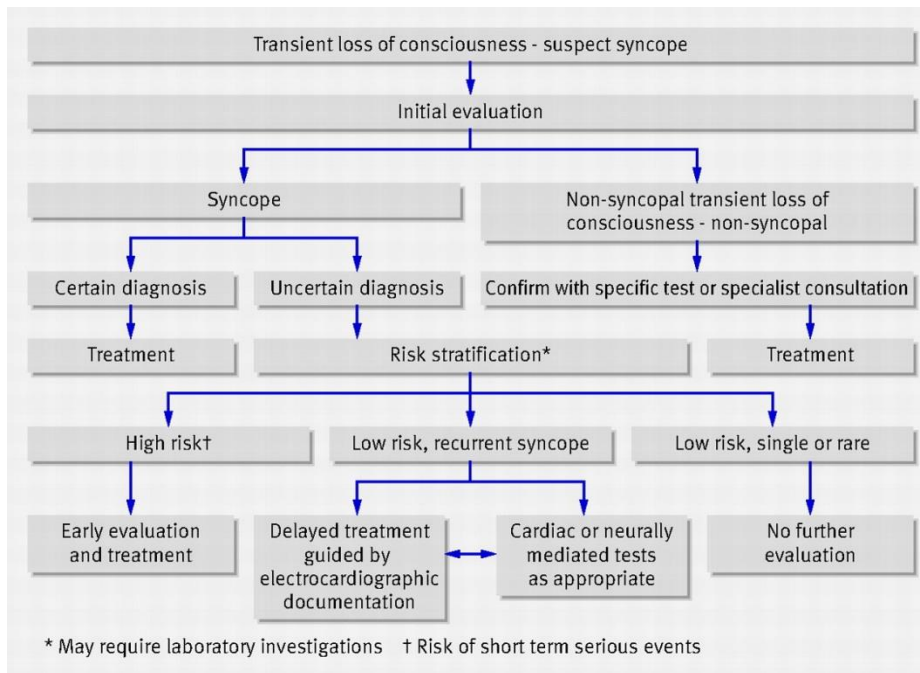 Transient loss of consciousness - suspect syncope
Initial evaluation
Syncope
Non-syncopal transient loss of
consciousness - non-syncopal
Certain diagnosis
Uncertain diagnosis
Confirm with specific test or specialist consultation
Treatment
Risk stratification*
Treatment
High risk†
Low risk, recurrent syncope
Low risk, single or rare
Early evaluation
and treatment
Delayed treatment
guided by
electrocardiographic
documentation
Cardiac or neurally
mediated tests
as appropriate
No further
evaluation
* May require laboratory investigations † Risk of short term serious events